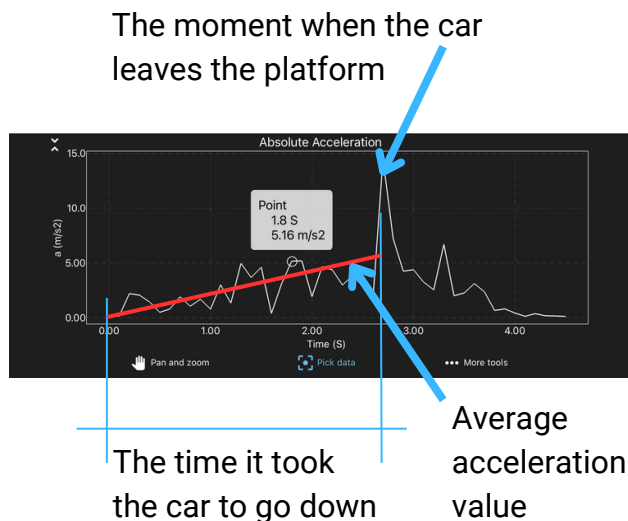 The moment when the car
leaves the platform
Absolute Acceleration
15.0
10.0
5.00
0.00
a (m/s2)
Point
1.8 S
5.16 m/s2
0.00
1.00
2.00
3.00
4.00
Time (S)
Pan and zoom
Pick data
More tools
The time it took
the car to go down
Average
acceleration
value